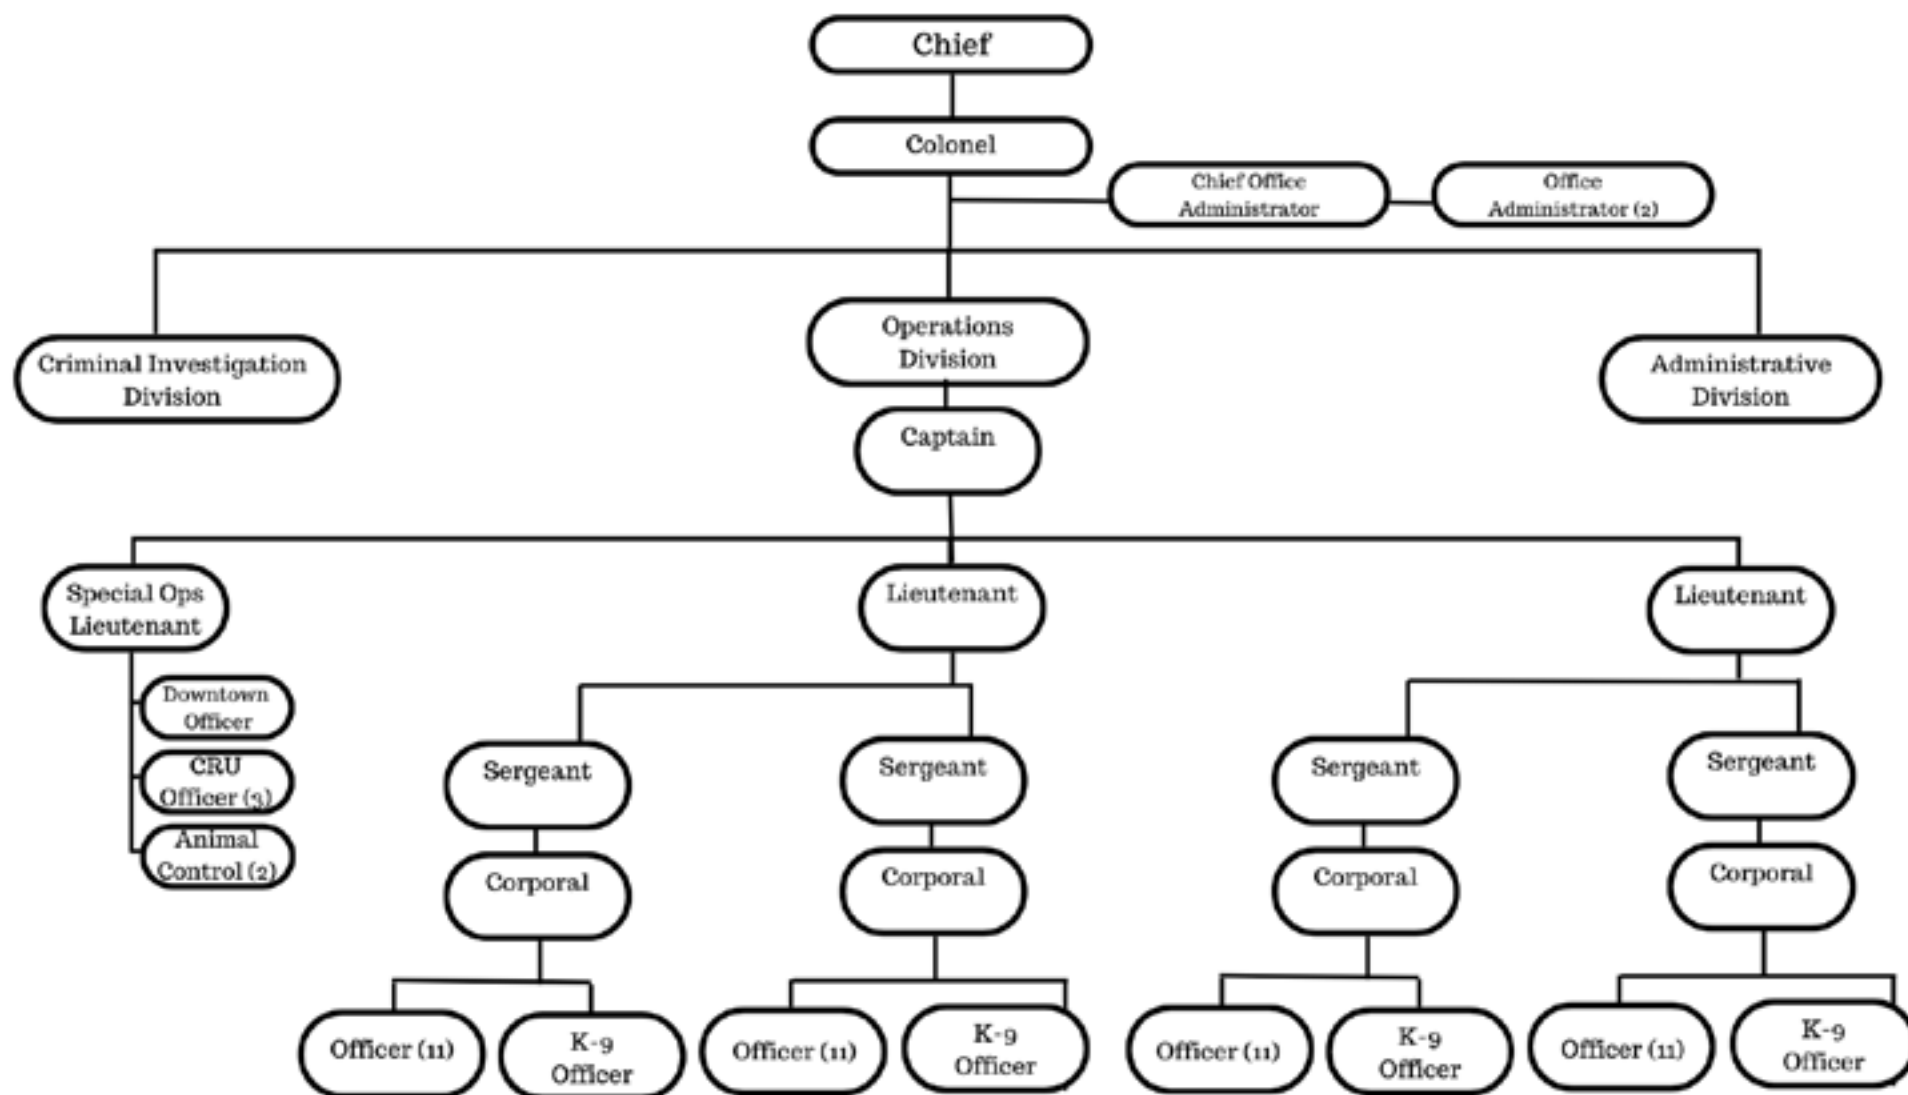 Chief
Colonel
Chief Office
Administrator
Office
Administrator (2)
Criminal Investigation
Division
Operations
Division
Administrative
Division
Captain
Special Ops
Lieutenant
Lieutenant
Lieutenant
Downtown
Officer
CRU
Officer (3)
Animal
Control (2)
Sergeant
Sergeant
Sergeant
Sergeant
Corporal
Corporal
Corporal
Corporal
Officer (11)
K-9
Officer
Officer (11)
K-9
Officer
Officer (11)
K-9
Officer
Officer (11)
K-9
Officer